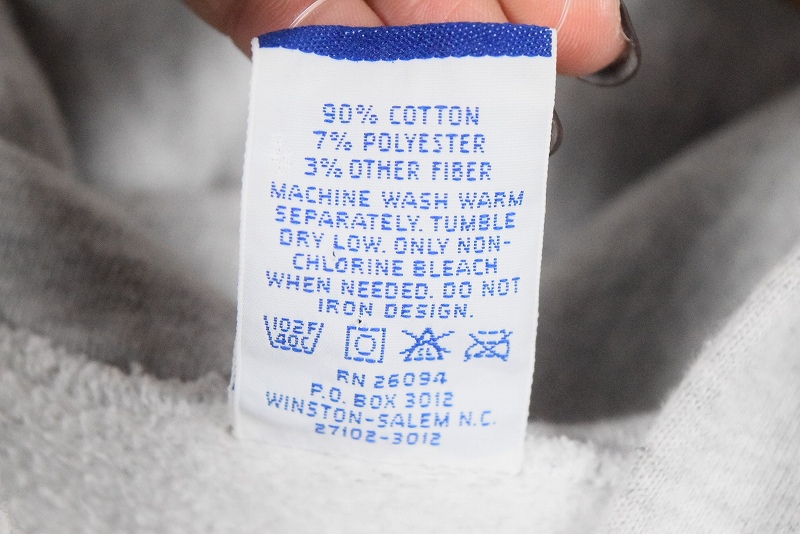 90% COTTON
7% POLYESTER
3% OTHER FIBER
MACHINE WASH WARM
SEPARATELY. TUMBLE
DRY LOW. ONLY NON-
CHLORINE BLEACH
WHEN NEEDED. DO NOT
IRON DESIGN.
102F
40C
RN 26094
P.O. BOX 3012
WINSTON-SALEM N.C.
27102-3012